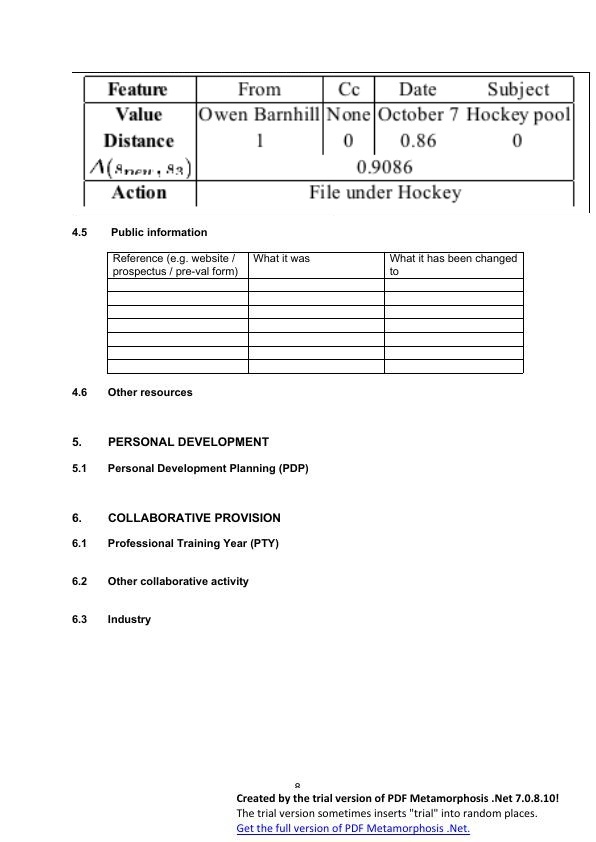 Feature From Cc Date Subject
Value Owen Barnhill None October 7 Hockey pool
Distance 1 0 0.86 0
Δ(snew, s3) 0.9086
Action File under Hockey
4.5 Public information
Reference (e.g. website / What it was What it has been changed
prospectus / pre-val form) to
4.6 Other resources
5. PERSONAL DEVELOPMENT
5.1 Personal Development Planning (PDP)
6. COLLABORATIVE PROVISION
6.1 Professional Training Year (PTY)
6.2 Other collaborative activity
6.3 Industry
8
Created by the trial version of PDF Metamorphosis .Net 7.0.8.10!
The trial version sometimes inserts "trial" into random places.
Get the full version of PDF Metamorphosis .Net.